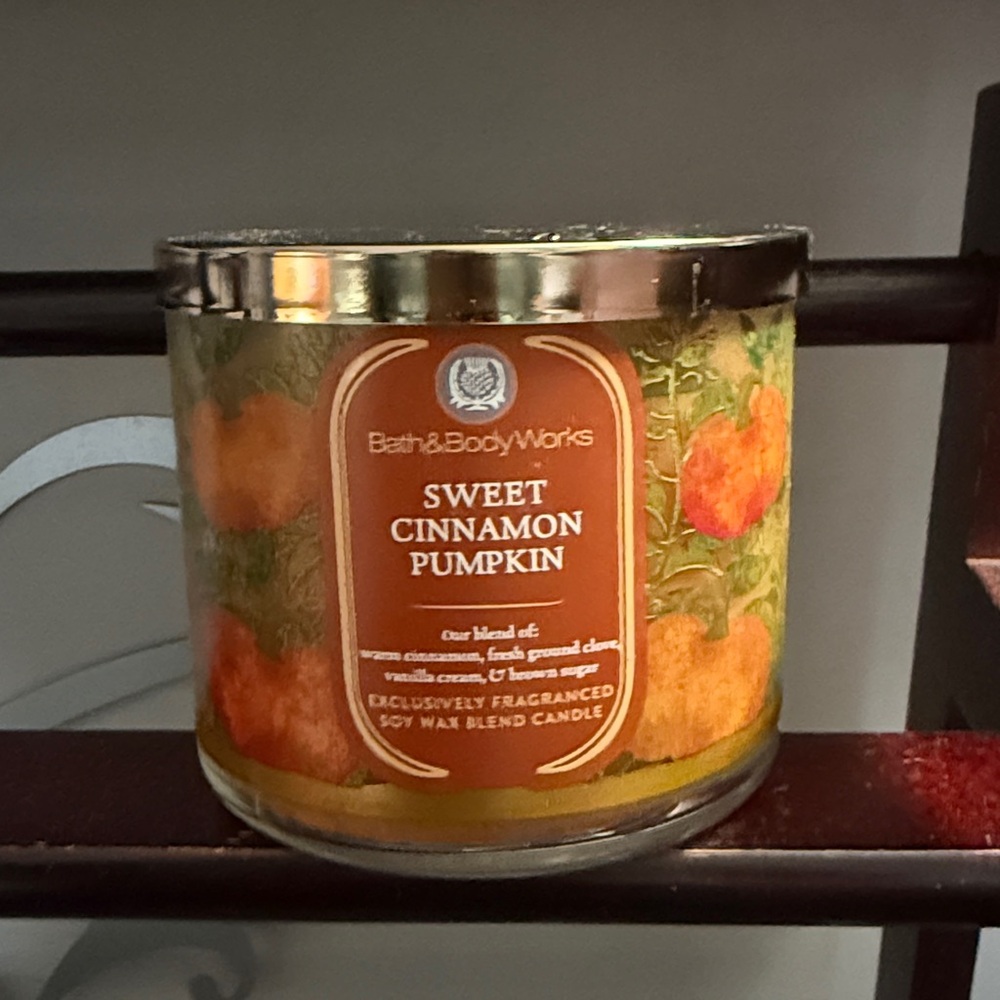 Bath&BodyWorks
SWEET
CINNAMON
PUMPKIN
Our blend of:
warm cinnamon, fresh ground clove,
vanilla cream, & brown sugar
EXCLUSIVELY FRAGRANCED
SOY WAX BLEND CANDLE